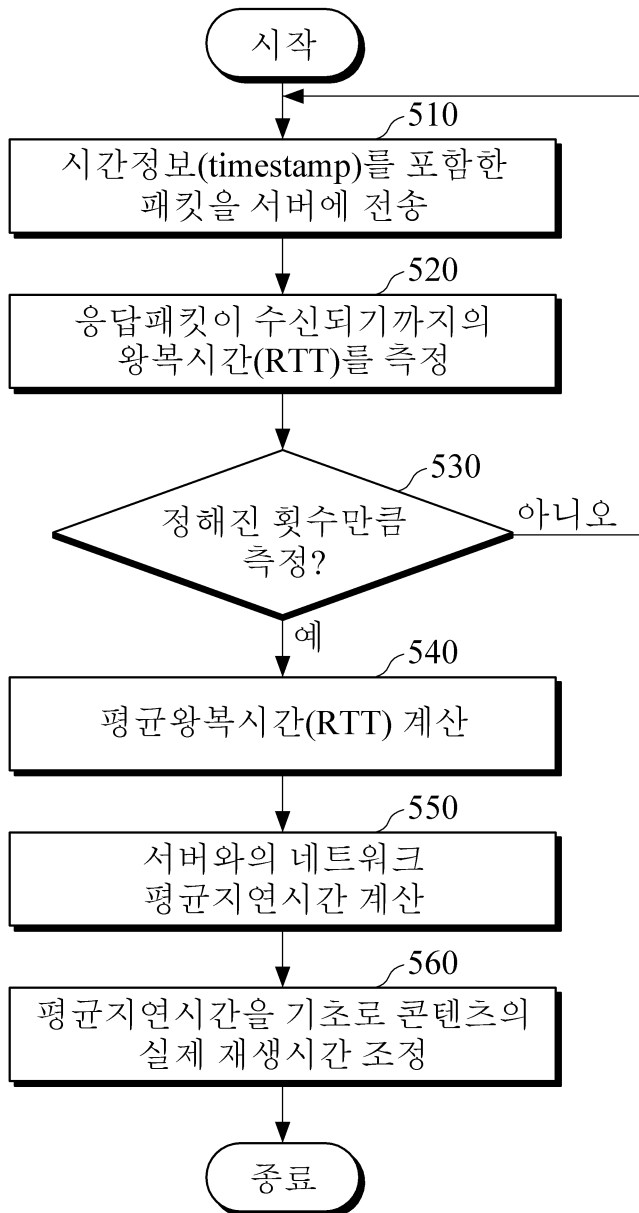 시작
510
시간정보(timestamp)를 포함한
패킷을 서버에 전송
520
응답패킷이 수신되기까지의
왕복시간(RTT)를 측정
530
정해진 횟수만큼
측정?
아니오
예
540
평균왕복시간(RTT) 계산
550
서버와의 네트워크
평균지연시간 계산
560
평균지연시간을 기초로 콘텐츠의
실제 재생시간 조정
종료